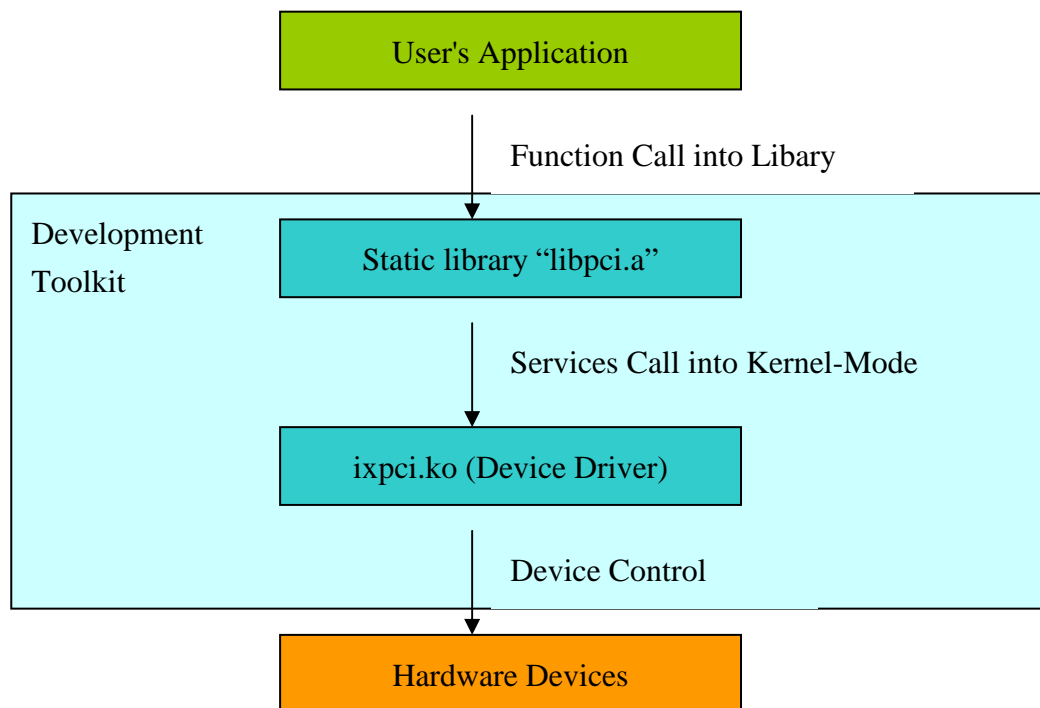 User's Application
Function Call into Libary
Development
Toolkit
Static library “libpci.a”
Services Call into Kernel-Mode
ixpci.ko (Device Driver)
Device Control
Hardware Devices